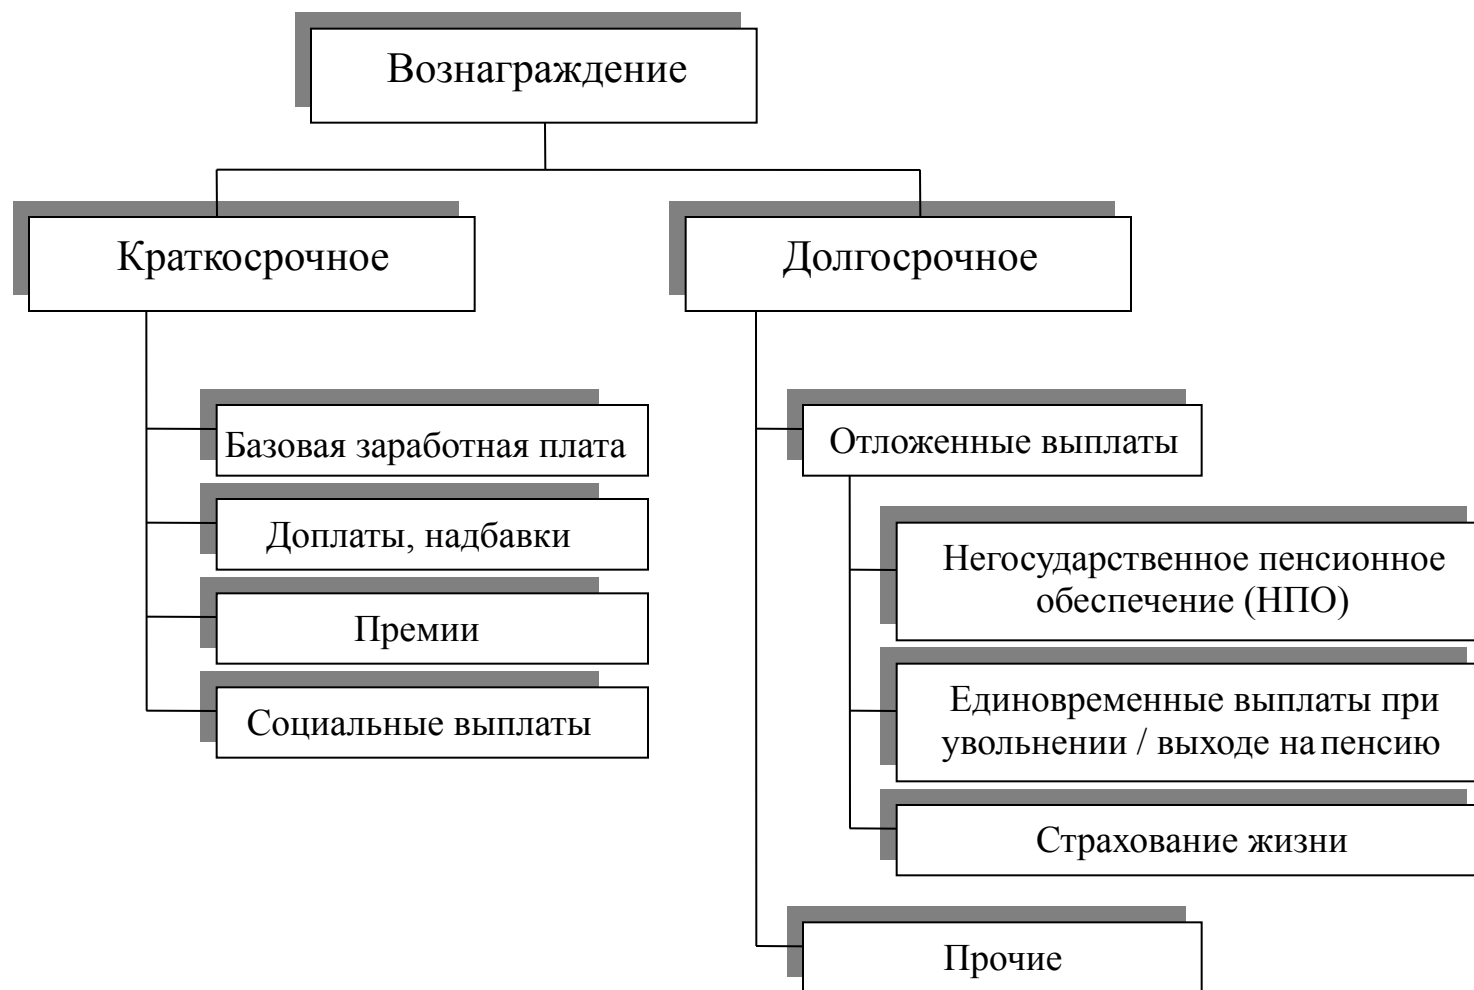 Вознаграждение
Краткосрочное
Долгосрочное
Базовая заработная плата
Доплаты, надбавки
Премии
Социальные выплаты
Отложенные выплаты
Негосударственное пенсионное
обеспечение (НПО)
Единовременные выплаты при
увольнении / выходе на пенсию
Страхование жизни
Прочие